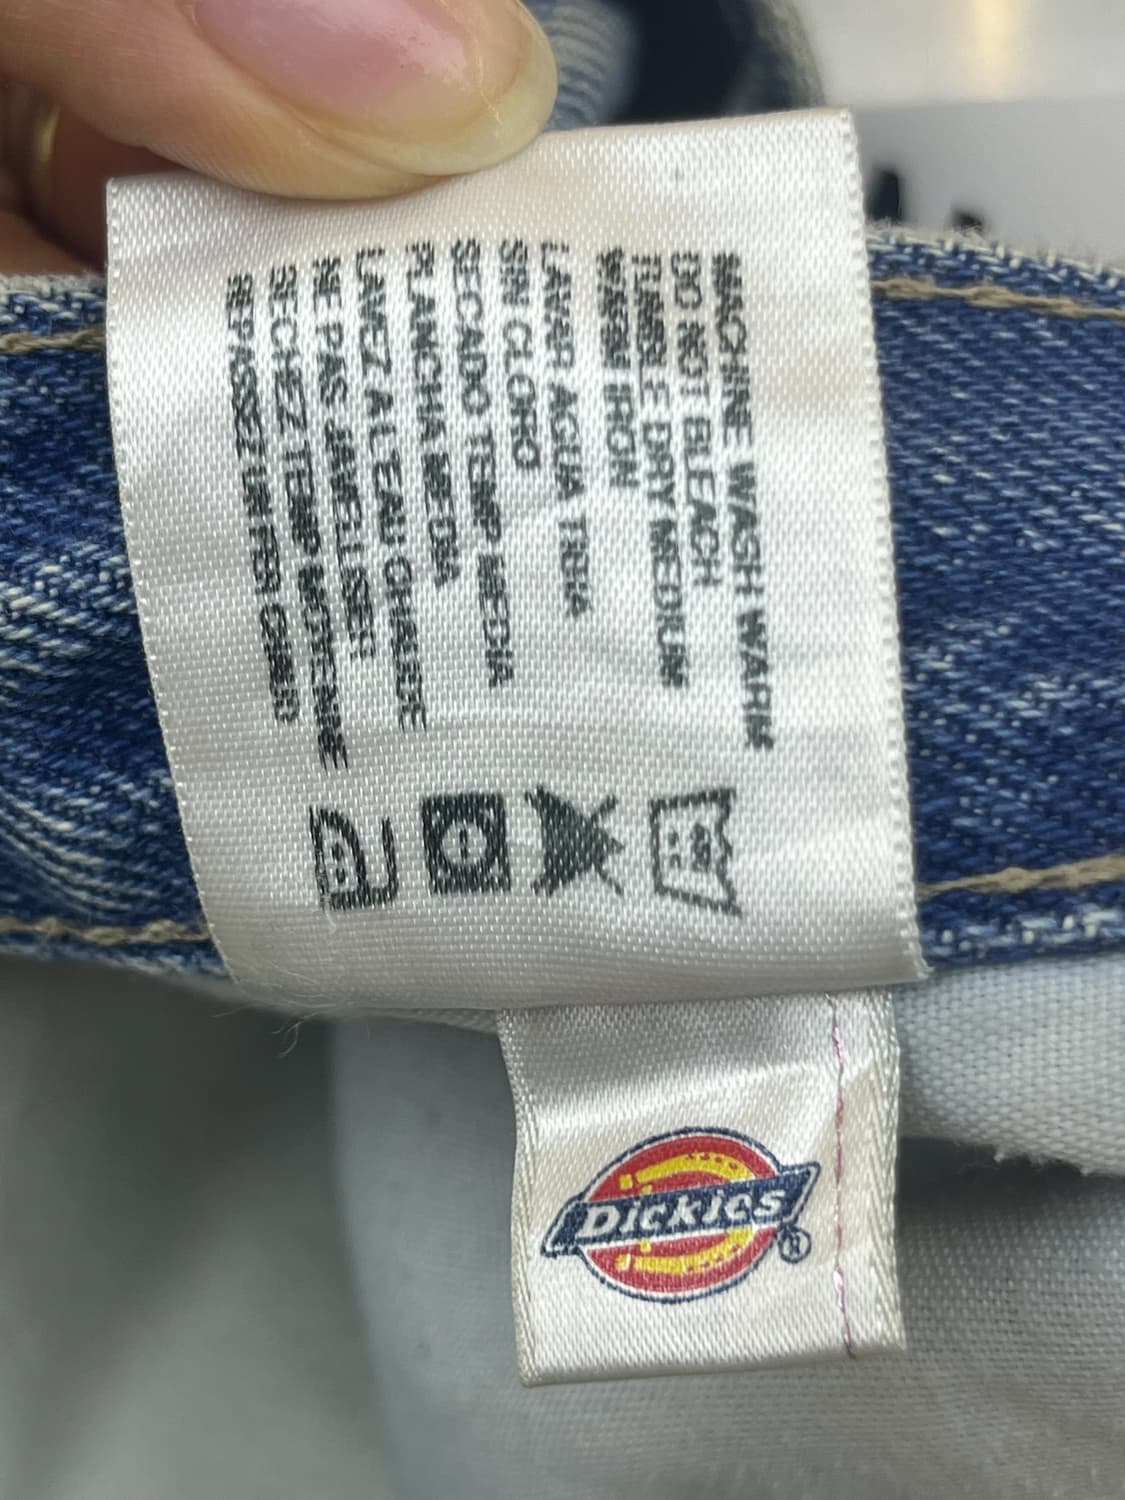 MACHINE WASH WARM
DO NOT BLEACH
TUMBLE DRY MEDIUM
WARM IRON
LAVAR AGUA TIBIA
SIN CLORO
SECADO TEMP MEDIA
PLANCHA MEDIA
LAVEZ A L'EAU CHAUDE
NE PAS JAVELLISER
SECHEZ TEMP MOYENNE
REPASSEZ UN FER CHAUD
Dickies ®